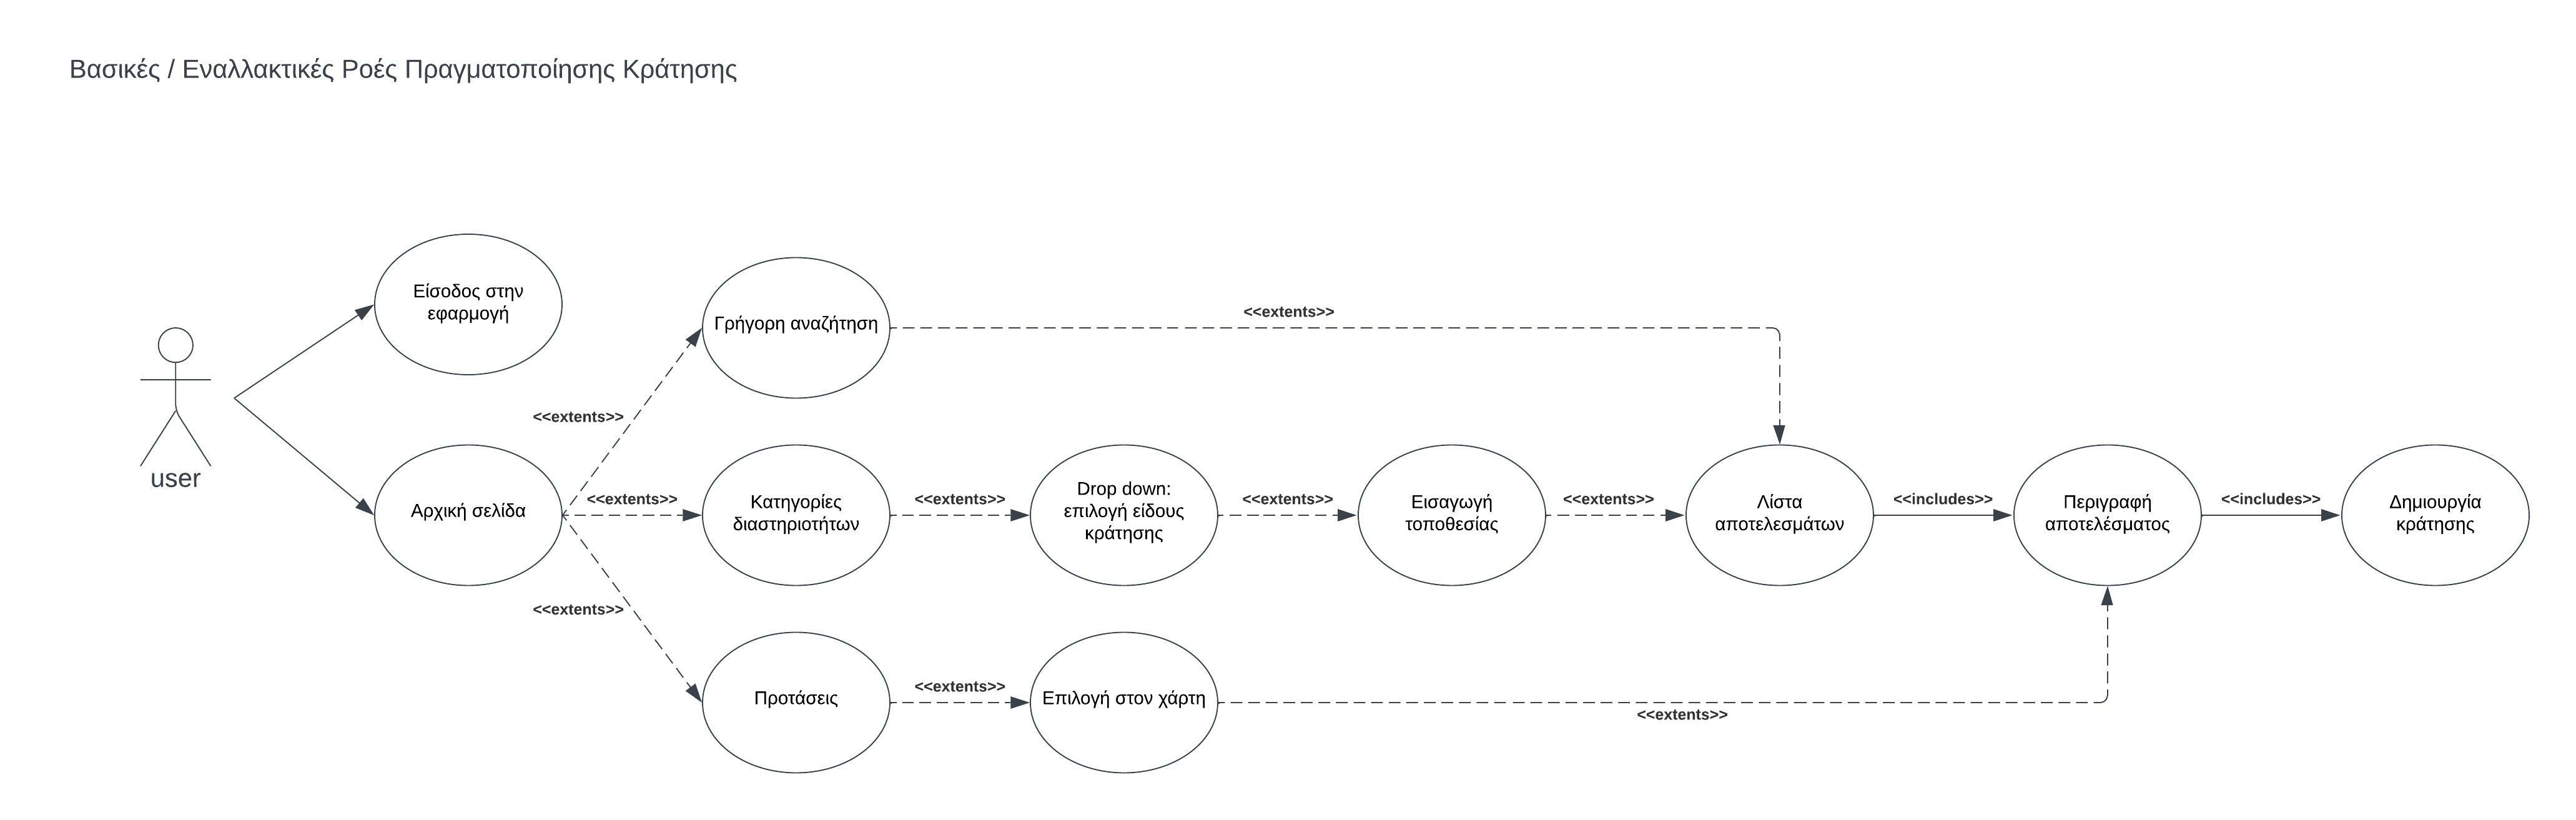 Βασικές / Εναλλακτικές Ροές Πραγματοποίησης Κράτησης
Είσοδος στην
εφαρμογή
user
Αρχική σελίδα
<<extents>>
<<extents>>
<<extents>>
Γρήγορη αναζήτηση
<<extents>>
Κατηγορίες
διαστηριοτήτων
<<extents>>
Drop down:
επιλογή είδους
κράτησης
<<extents>>
Εισαγωγή
τοποθεσίας
<<extents>>
Λίστα
αποτελεσμάτων
<<includes>>
Περιγραφή
αποτελέσματος
<<includes>>
Δημιουργία
κράτησης
Προτάσεις
<<extents>>
Επιλογή στον χάρτη
<<extents>>